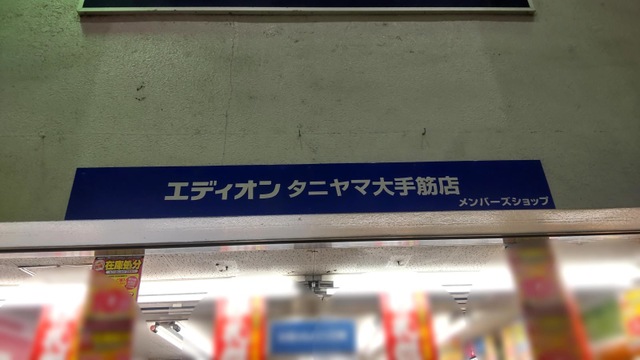 エディオン タニヤマ大手筋店
メンバーズショップ
在庫処分